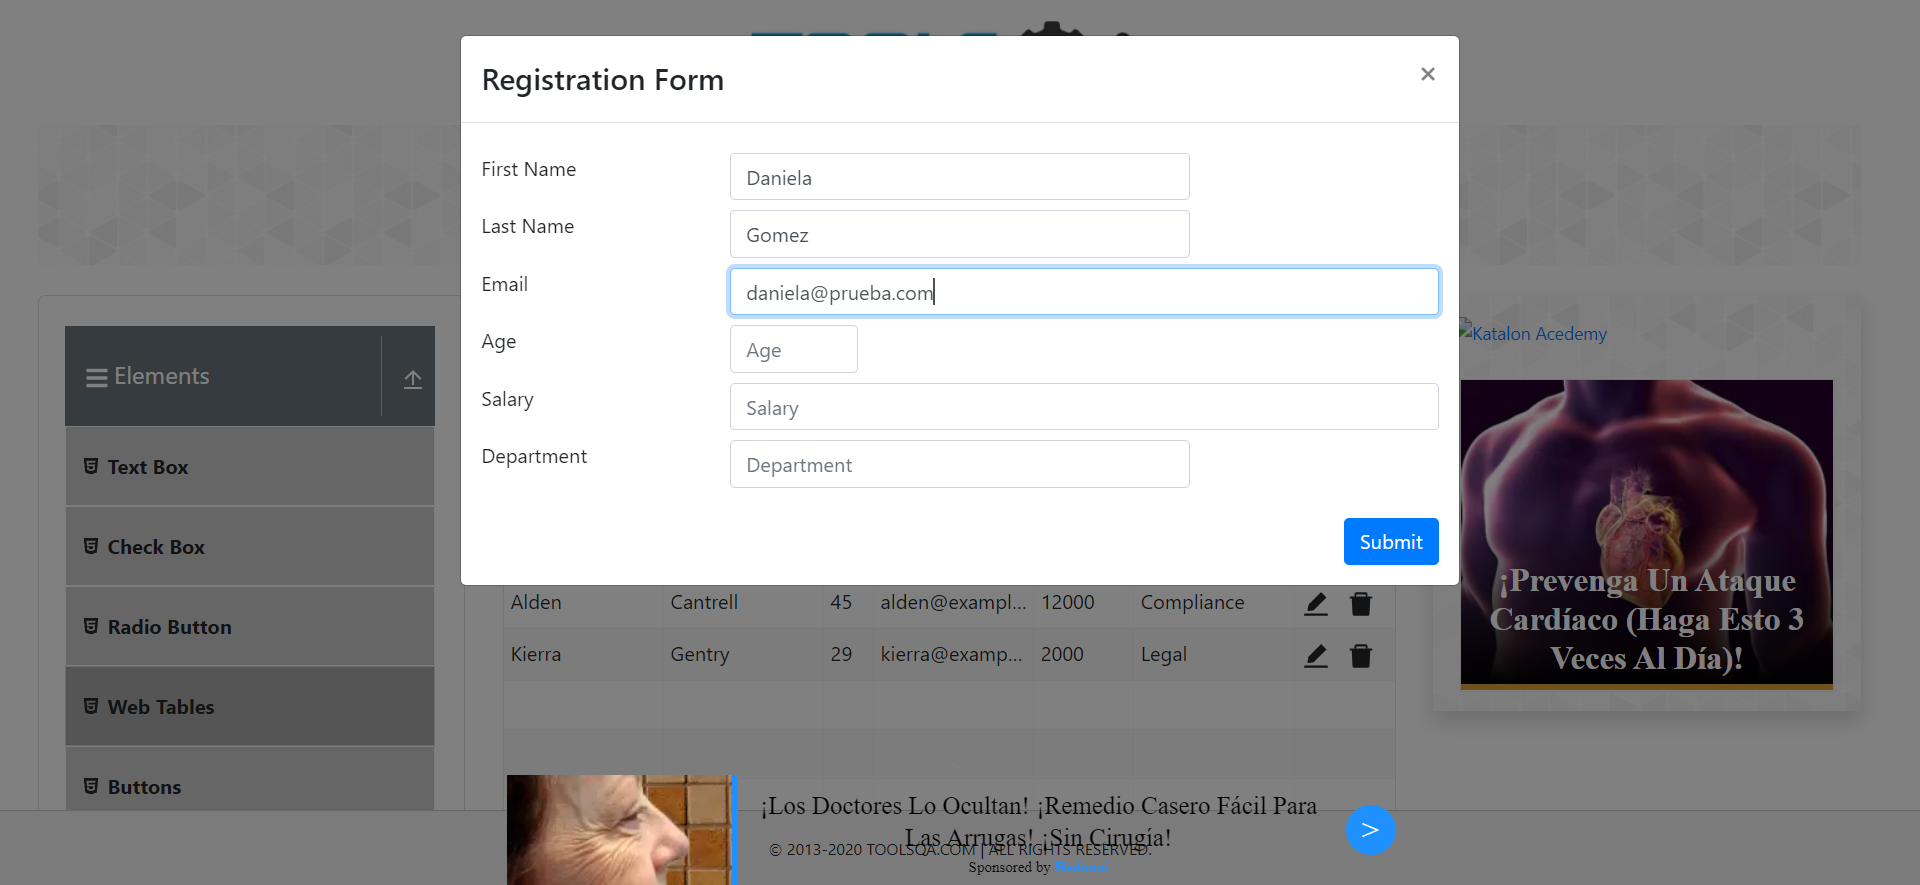 Registration Form
×
First Name
Daniela
Last Name
Gomez
Email
daniela@prueba.com
Age
Age
Salary
Salary
Department
Department
Submit
Elements
Text Box
Check Box
Radio Button
Web Tables
Buttons
Alden Cantrell 45 alden@exampl... 12000 Compliance
Kierra Gentry 29 kierra@examp... 2000 Legal
Katalon Acedemy
¡Prevenga Un Ataque
Cardíaco (Haga Esto 3
Veces Al Día)!
¡Los Doctores Lo Ocultan! ¡Remedio Casero Fácil Para
Las Arrugas! ¡Sin Cirugía!
>
© 2013-2020 TOOLSQA.COM | ALL RIGHTS RESERVED.
Sponsored by